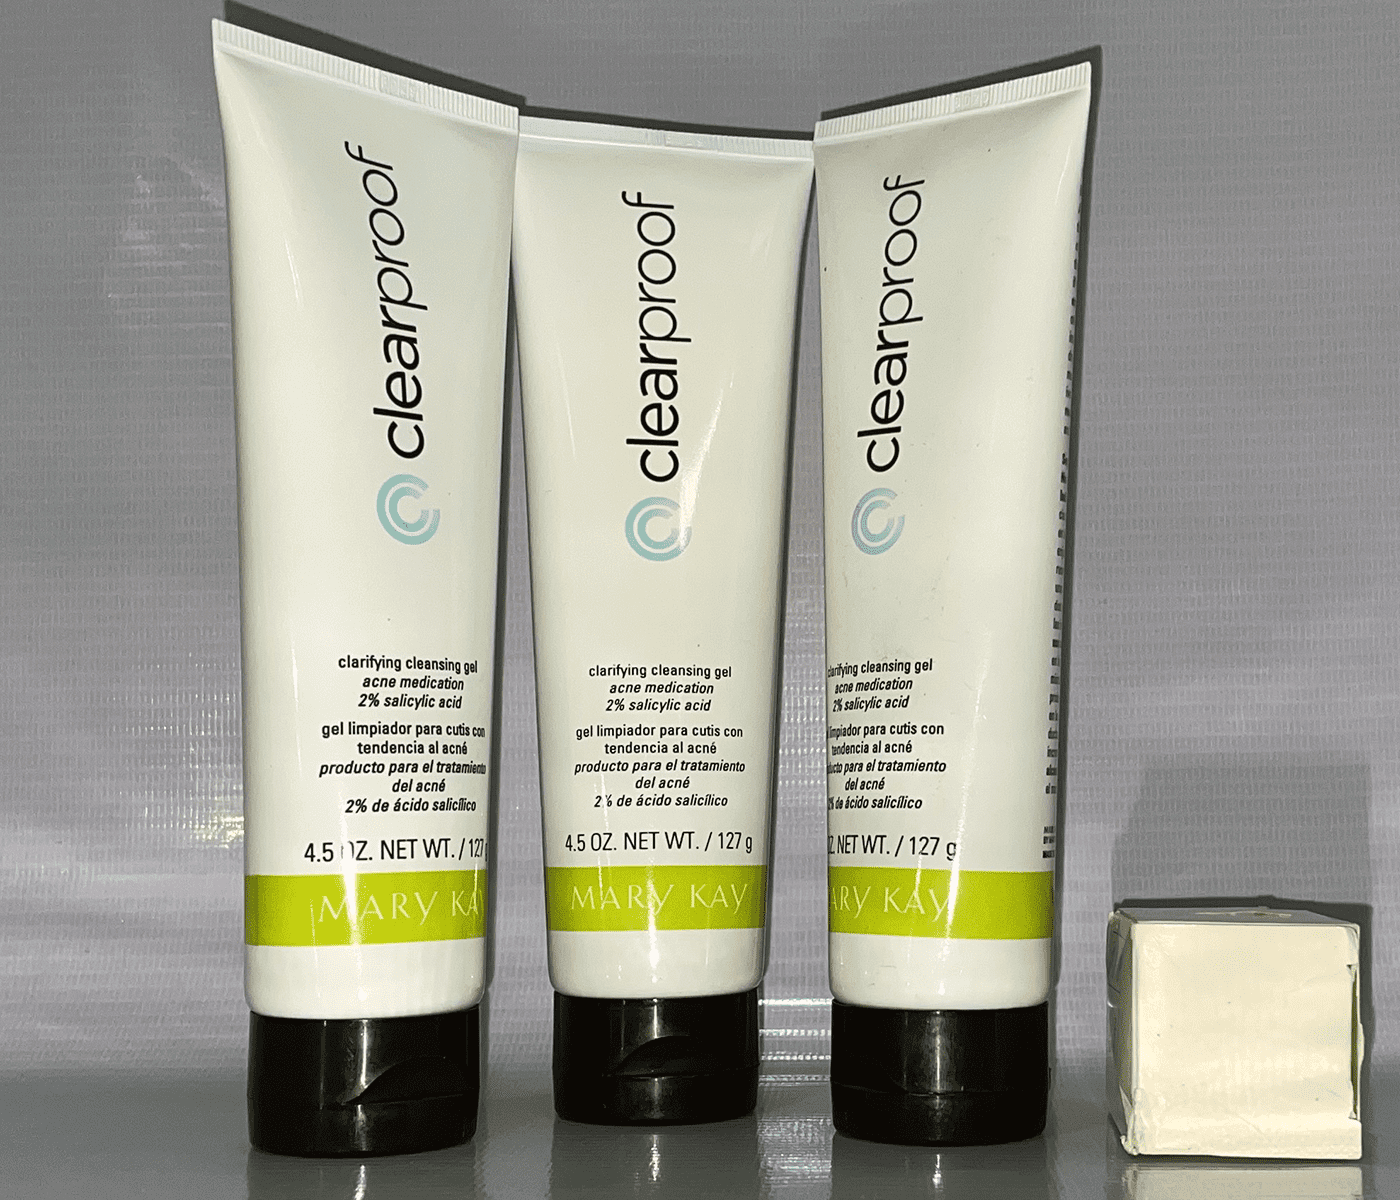 clearproof
clarifying cleansing gel
acne medication
2% salicylic acid
gel limpiador para cutis con
tendencia al acné
producto para el tratamiento
del acné
2% de ácido salicílico
4.5 OZ. NET WT. / 127
MARY KA
clearproof
clarifying cleansing gel
acne medication
2% salicylic acid
gel limpiador para cutis con
tendencia al acné
producto para el tratamiento
del acné
2% de ácido salicílico
4.5 OZ. NET WT. / 127 g
MARY KAY
clearproof
clarifying cleansing gel
acne medication
2% salicylic acid
limpiador para cutis con
tendencia al acné
ducto para el tratamiento
del acné
2% de ácido salicílico
Z. NET WT. / 127 g
ARY KAY